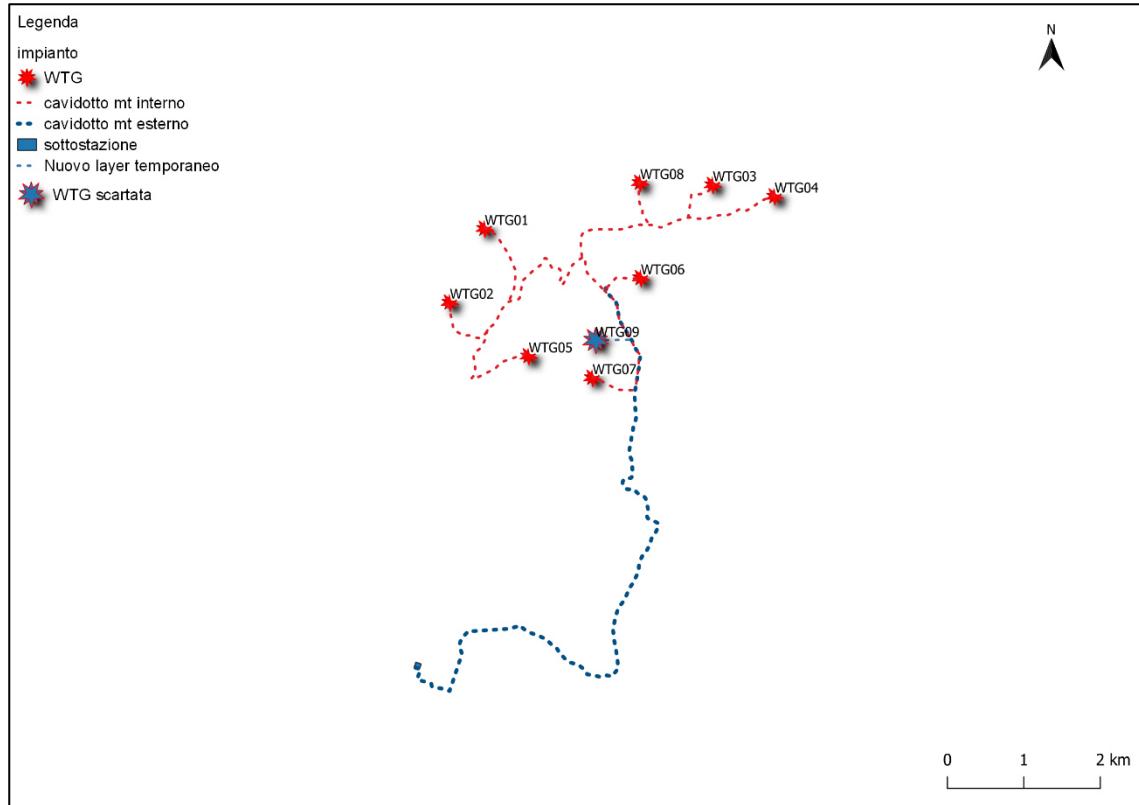 Legenda
impianto
WTG
cavidotto mt interno
cavidotto mt esterno
sottostazione
Nuovo layer temporaneo
WTG scartata
N
WTG08
WTG03
WTG04
WTG01
WTG06
WTG02
WTG09
WTG05
WTG07
0 1 2 km